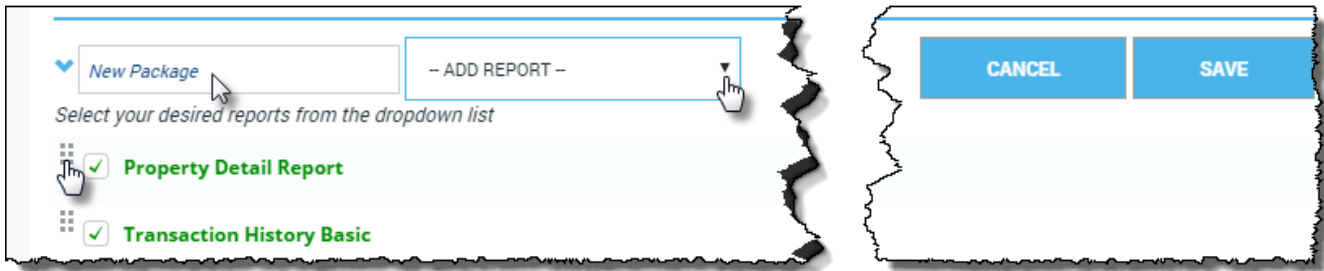 New Package
-- ADD REPORT --
CANCEL
SAVE
Select your desired reports from the dropdown list
Property Detail Report
Transaction History Basic